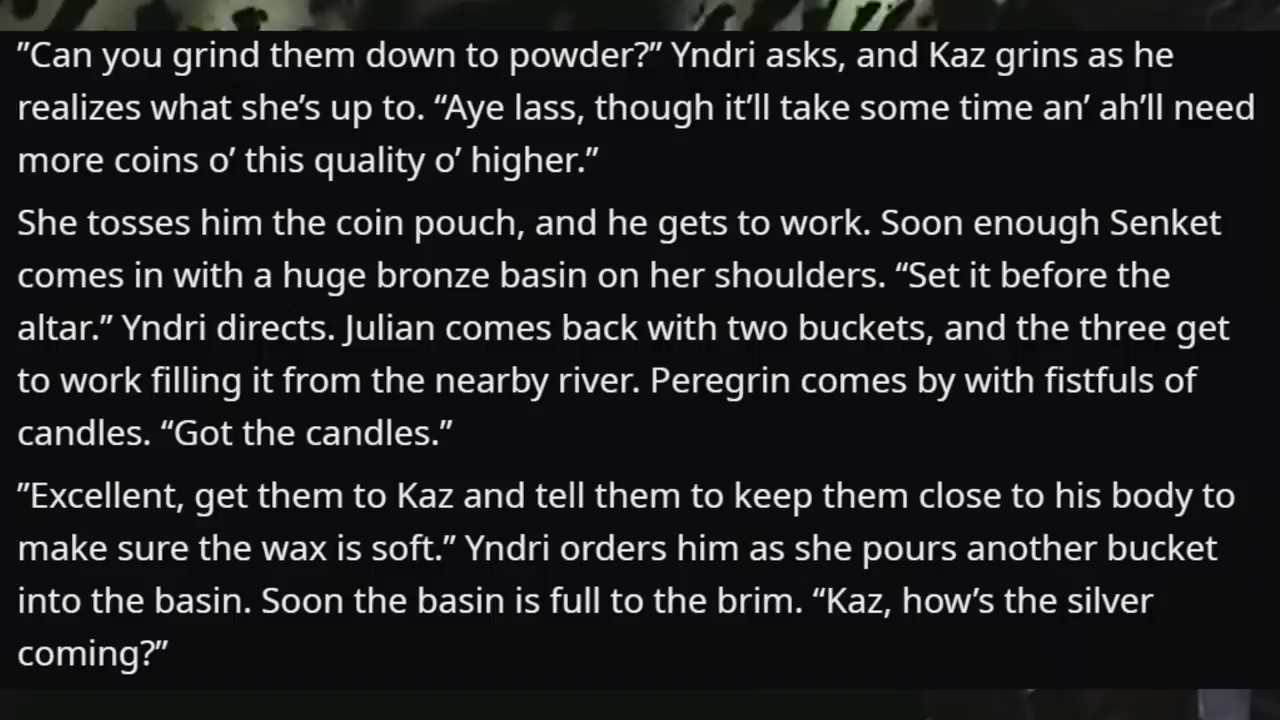 ”Can you grind them down to powder?” Yndri asks, and Kaz grins as he
realizes what she’s up to. “Aye lass, though it’ll take some time an’ ah’ll need
more coins o’ this quality o’ higher.”
She tosses him the coin pouch, and he gets to work. Soon enough Senket
comes in with a huge bronze basin on her shoulders. “Set it before the
altar.” Yndri directs. Julian comes back with two buckets, and the three get
to work filling it from the nearby river. Peregrin comes by with fistfuls of
candles. “Got the candles.”
”Excellent, get them to Kaz and tell them to keep them close to his body to
make sure the wax is soft.” Yndri orders him as she pours another bucket
into the basin. Soon the basin is full to the brim. “Kaz, how’s the silver
coming?”